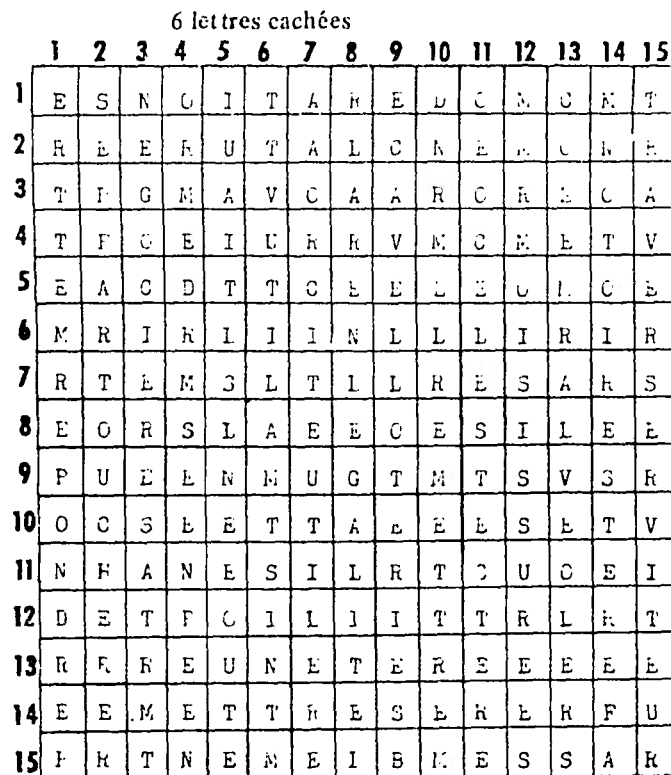 6 lettres cachées
1 2 3 4 5 6 7 8 9 10 11 12 13 14 15
1 E S N O I T A R E D O M O M T
2 R E E R U T A L C N E M O N R
3 T F G M A V C A A R O R E C A
4 T F C E I U R R V M C M E T V
5 E A C D T T C E E L E U M O E
6 M R I R L I I N L L L I R I R
7 R T E M S L T L L R E S A R S
8 E O R S L A E E C E S I L E E
9 P U E E N M U G T M T S V S R
10 O C S E E T T A E E E S E T V
11 N H A N E S I L R T C U O E I
12 D E T F C I L I I T T R L R T
13 R R R E U N E T E R E E E E E
14 E E M E T T R E S E R E R F U
15 F R T N E M E I B M E S S A R